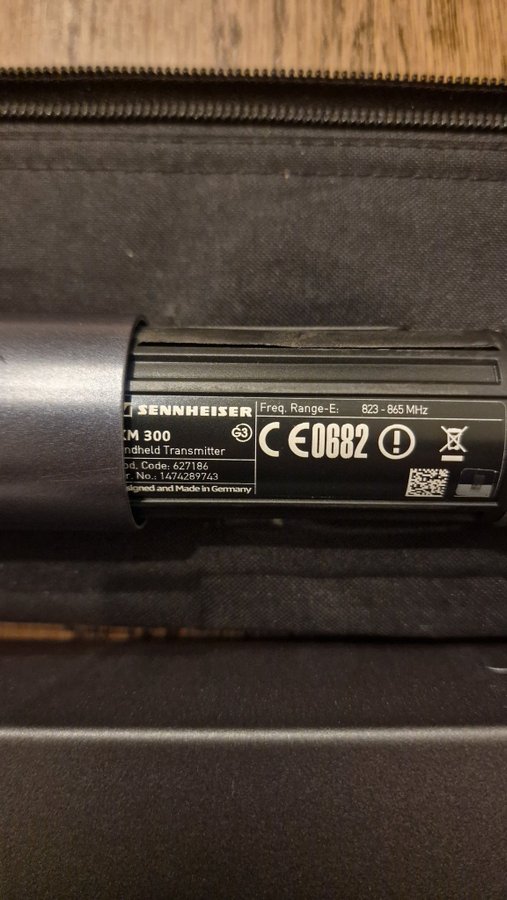 SENNHEISER
KM 300 G3
ndheld Transmitter
od. Code: 627186
r. No.: 1474289743
signed and Made in Germany
Freq. Range-E: 823 - 865 MHz
CE0682